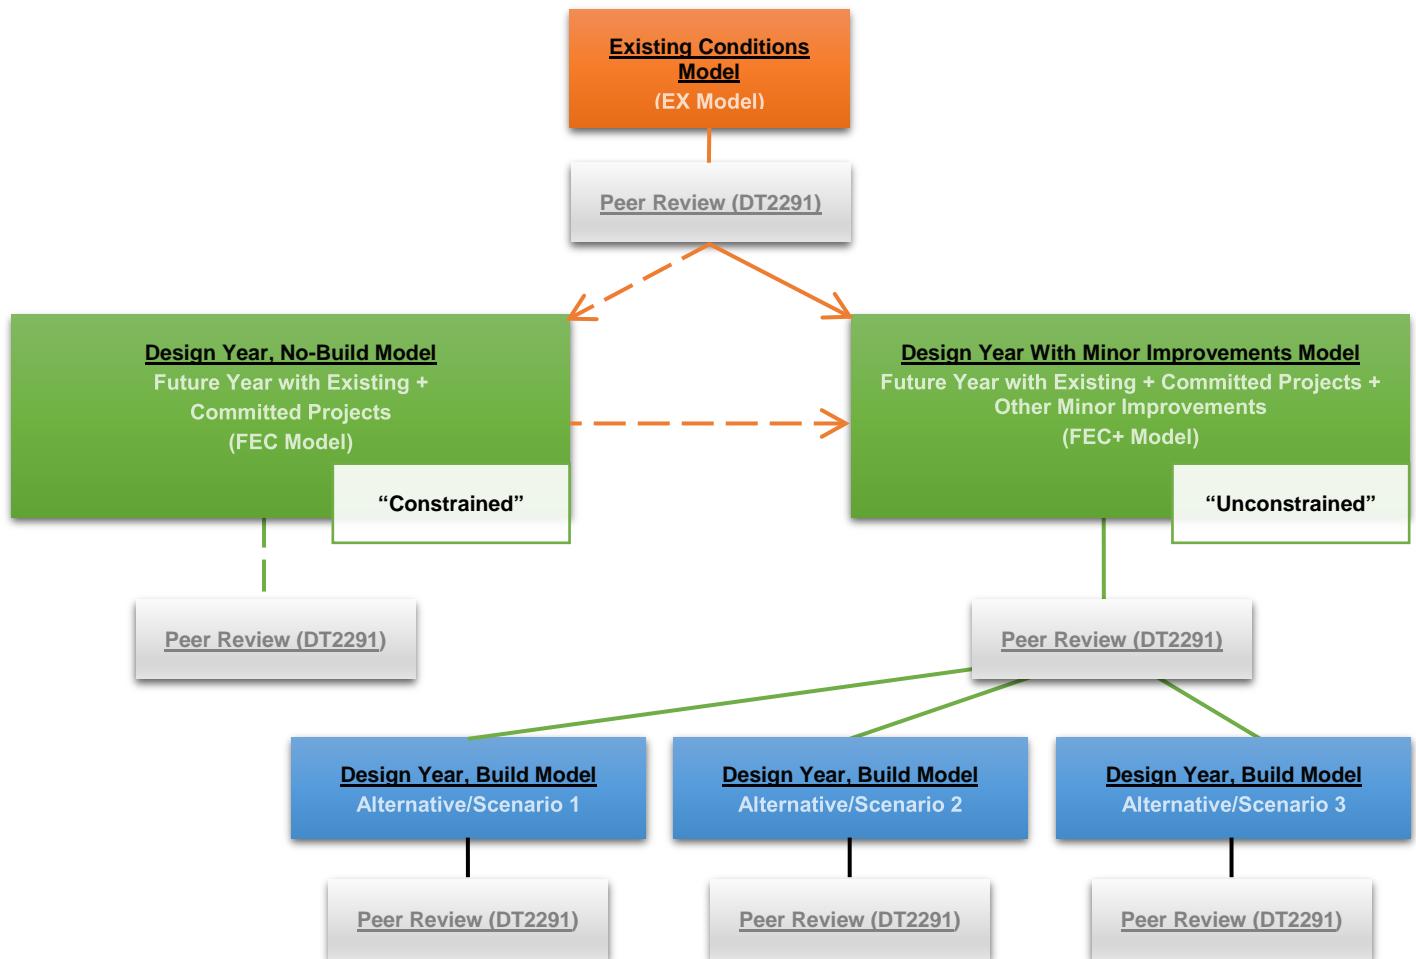 Existing Conditions
Model
(EX Model)
Peer Review (DT2291)
Design Year, No-Build Model
Future Year with Existing +
Committed Projects
(FEC Model)
“Constrained”
Design Year With Minor Improvements Model
Future Year with Existing + Committed Projects +
Other Minor Improvements
(FEC+ Model)
“Unconstrained”
Peer Review (DT2291)
Peer Review (DT2291)
Design Year, Build Model
Alternative/Scenario 1
Design Year, Build Model
Alternative/Scenario 2
Design Year, Build Model
Alternative/Scenario 3
Peer Review (DT2291)
Peer Review (DT2291)
Peer Review (DT2291)